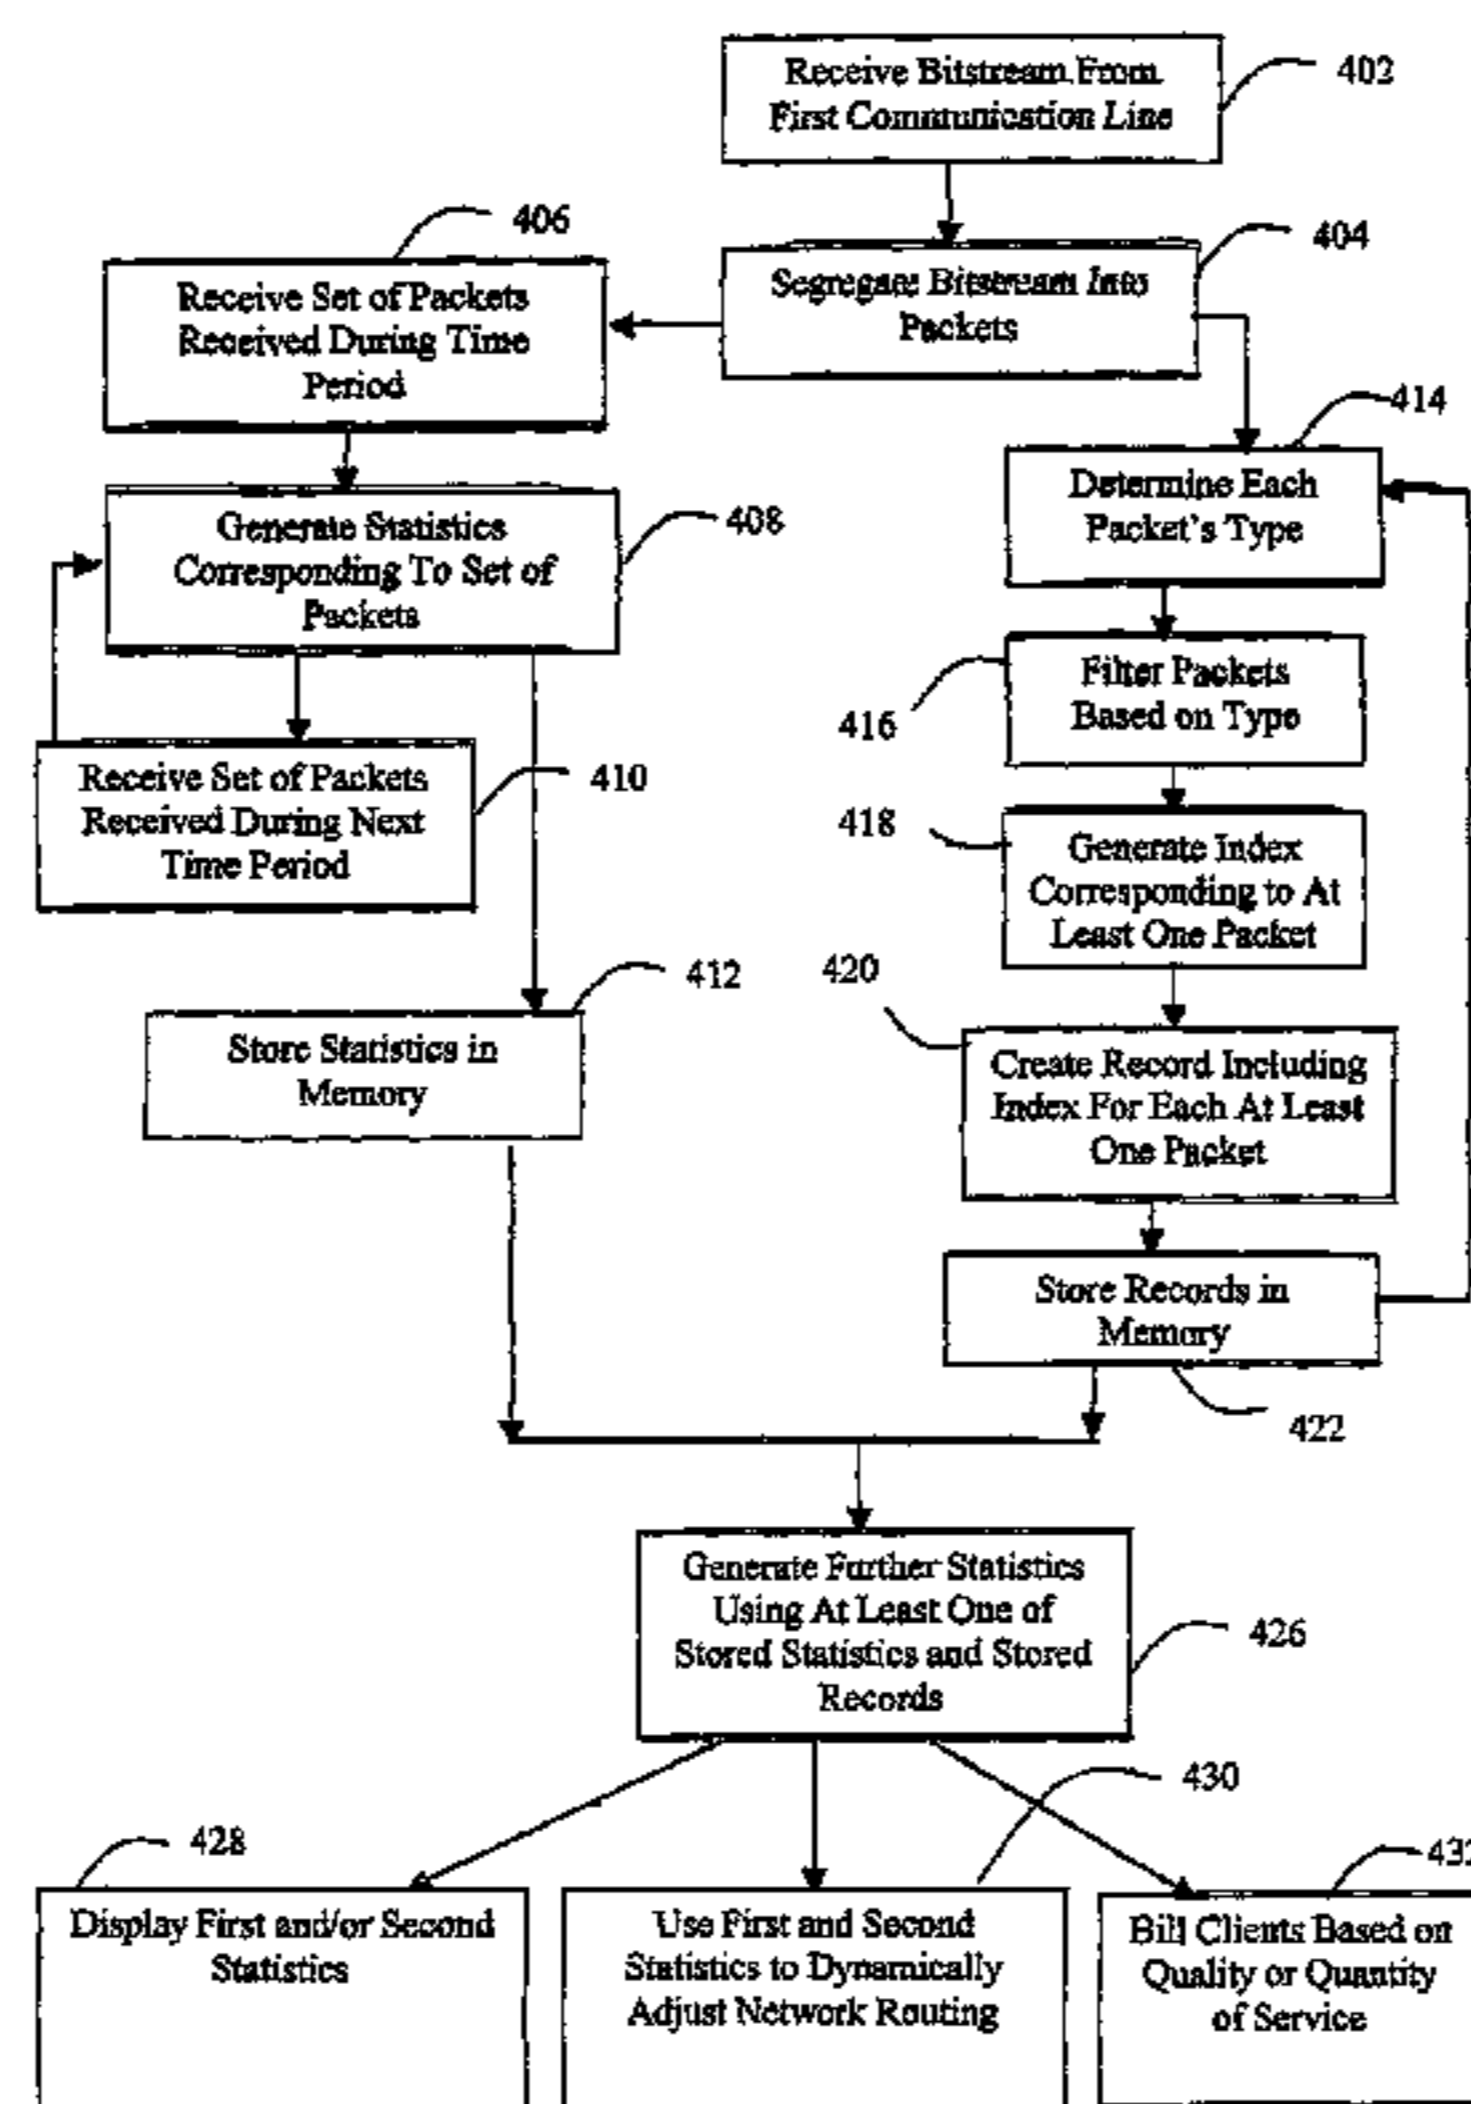 Receive Bitstream From
First Communication Line
402
406
404
Segregate Bitstream Into
Packets
Receive Set of Packets
Received During Time
Period
414
Determine Each
Packet's Type
Generate Statistics
Corresponding To Set of
Packets
408
Filter Packets
Based on Type
416
Receive Set of Packets
Received During Next
Time Period
410
418
Generate Index
Corresponding to At
Least One Packet
412
420
Store Statistics in
Memory
Create Record Including
Index For Each At Least
One Packet
Store Records in
Memory
422
Generate Further Statistics
Using At Least One of
Stored Statistics and Stored
Records
426
430
428
432
Display First and/or Second
Statistics
Use First and Second
Statistics to Dynamically
Adjust Network Routing
Bill Clients Based on
Quality or Quantity
of Service